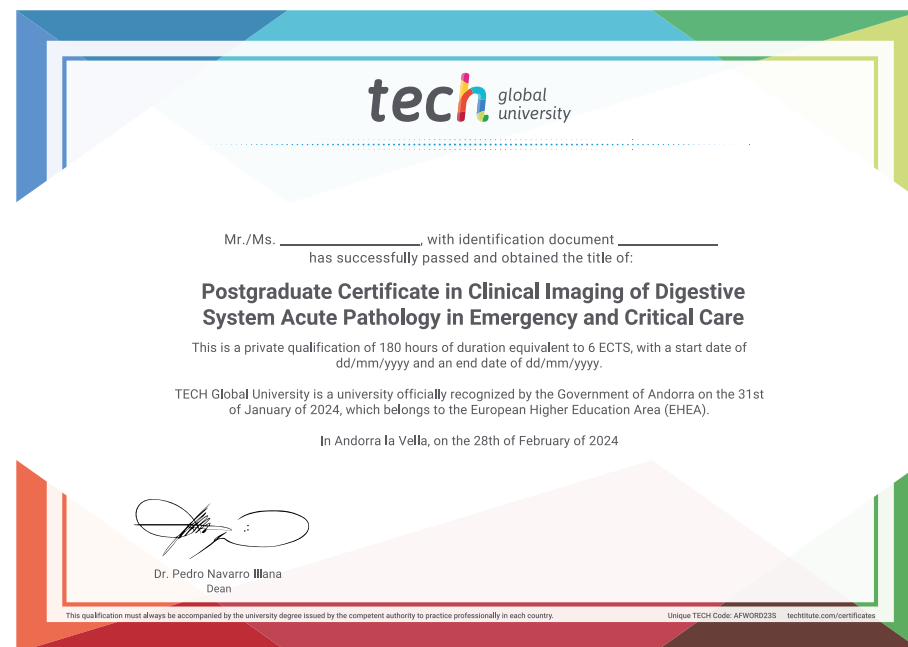 tech global university
Mr./Ms. ____________, with identification document ____________
has successfully passed and obtained the title of:
Postgraduate Certificate in Clinical Imaging of Digestive
System Acute Pathology in Emergency and Critical Care
This is a private qualification of 180 hours of duration equivalent to 6 ECTS, with a start date of
dd/mm/yyyy and an end date of dd/mm/yyyy.
TECH Global University is a university officially recognized by the Government of Andorra on the 31st
of January of 2024, which belongs to the European Higher Education Area (EHEA).
In Andorra la Vella, on the 28th of February of 2024
Dr. Pedro Navarro Illana
Dean
This qualification must always be accompanied by the university degree issued by the competent authority to practice professionally in each country.
Unique TECH Code: AFWORD23S techtitute.com/certificates